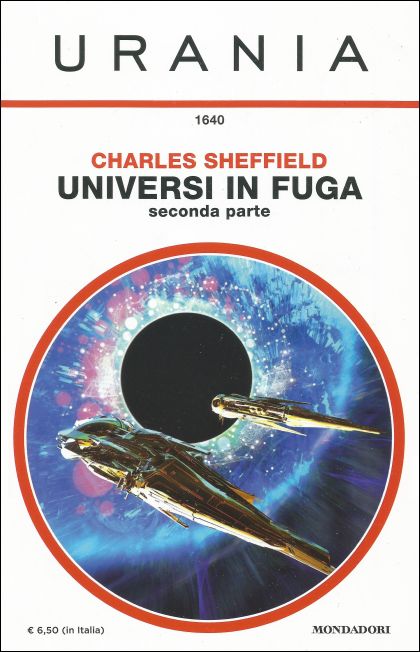 URANIA
1640
CHARLES SHEFFIELD
UNIVERSI IN FUGA
seconda parte
€ 6,50 (in Italia)
MONDADORI